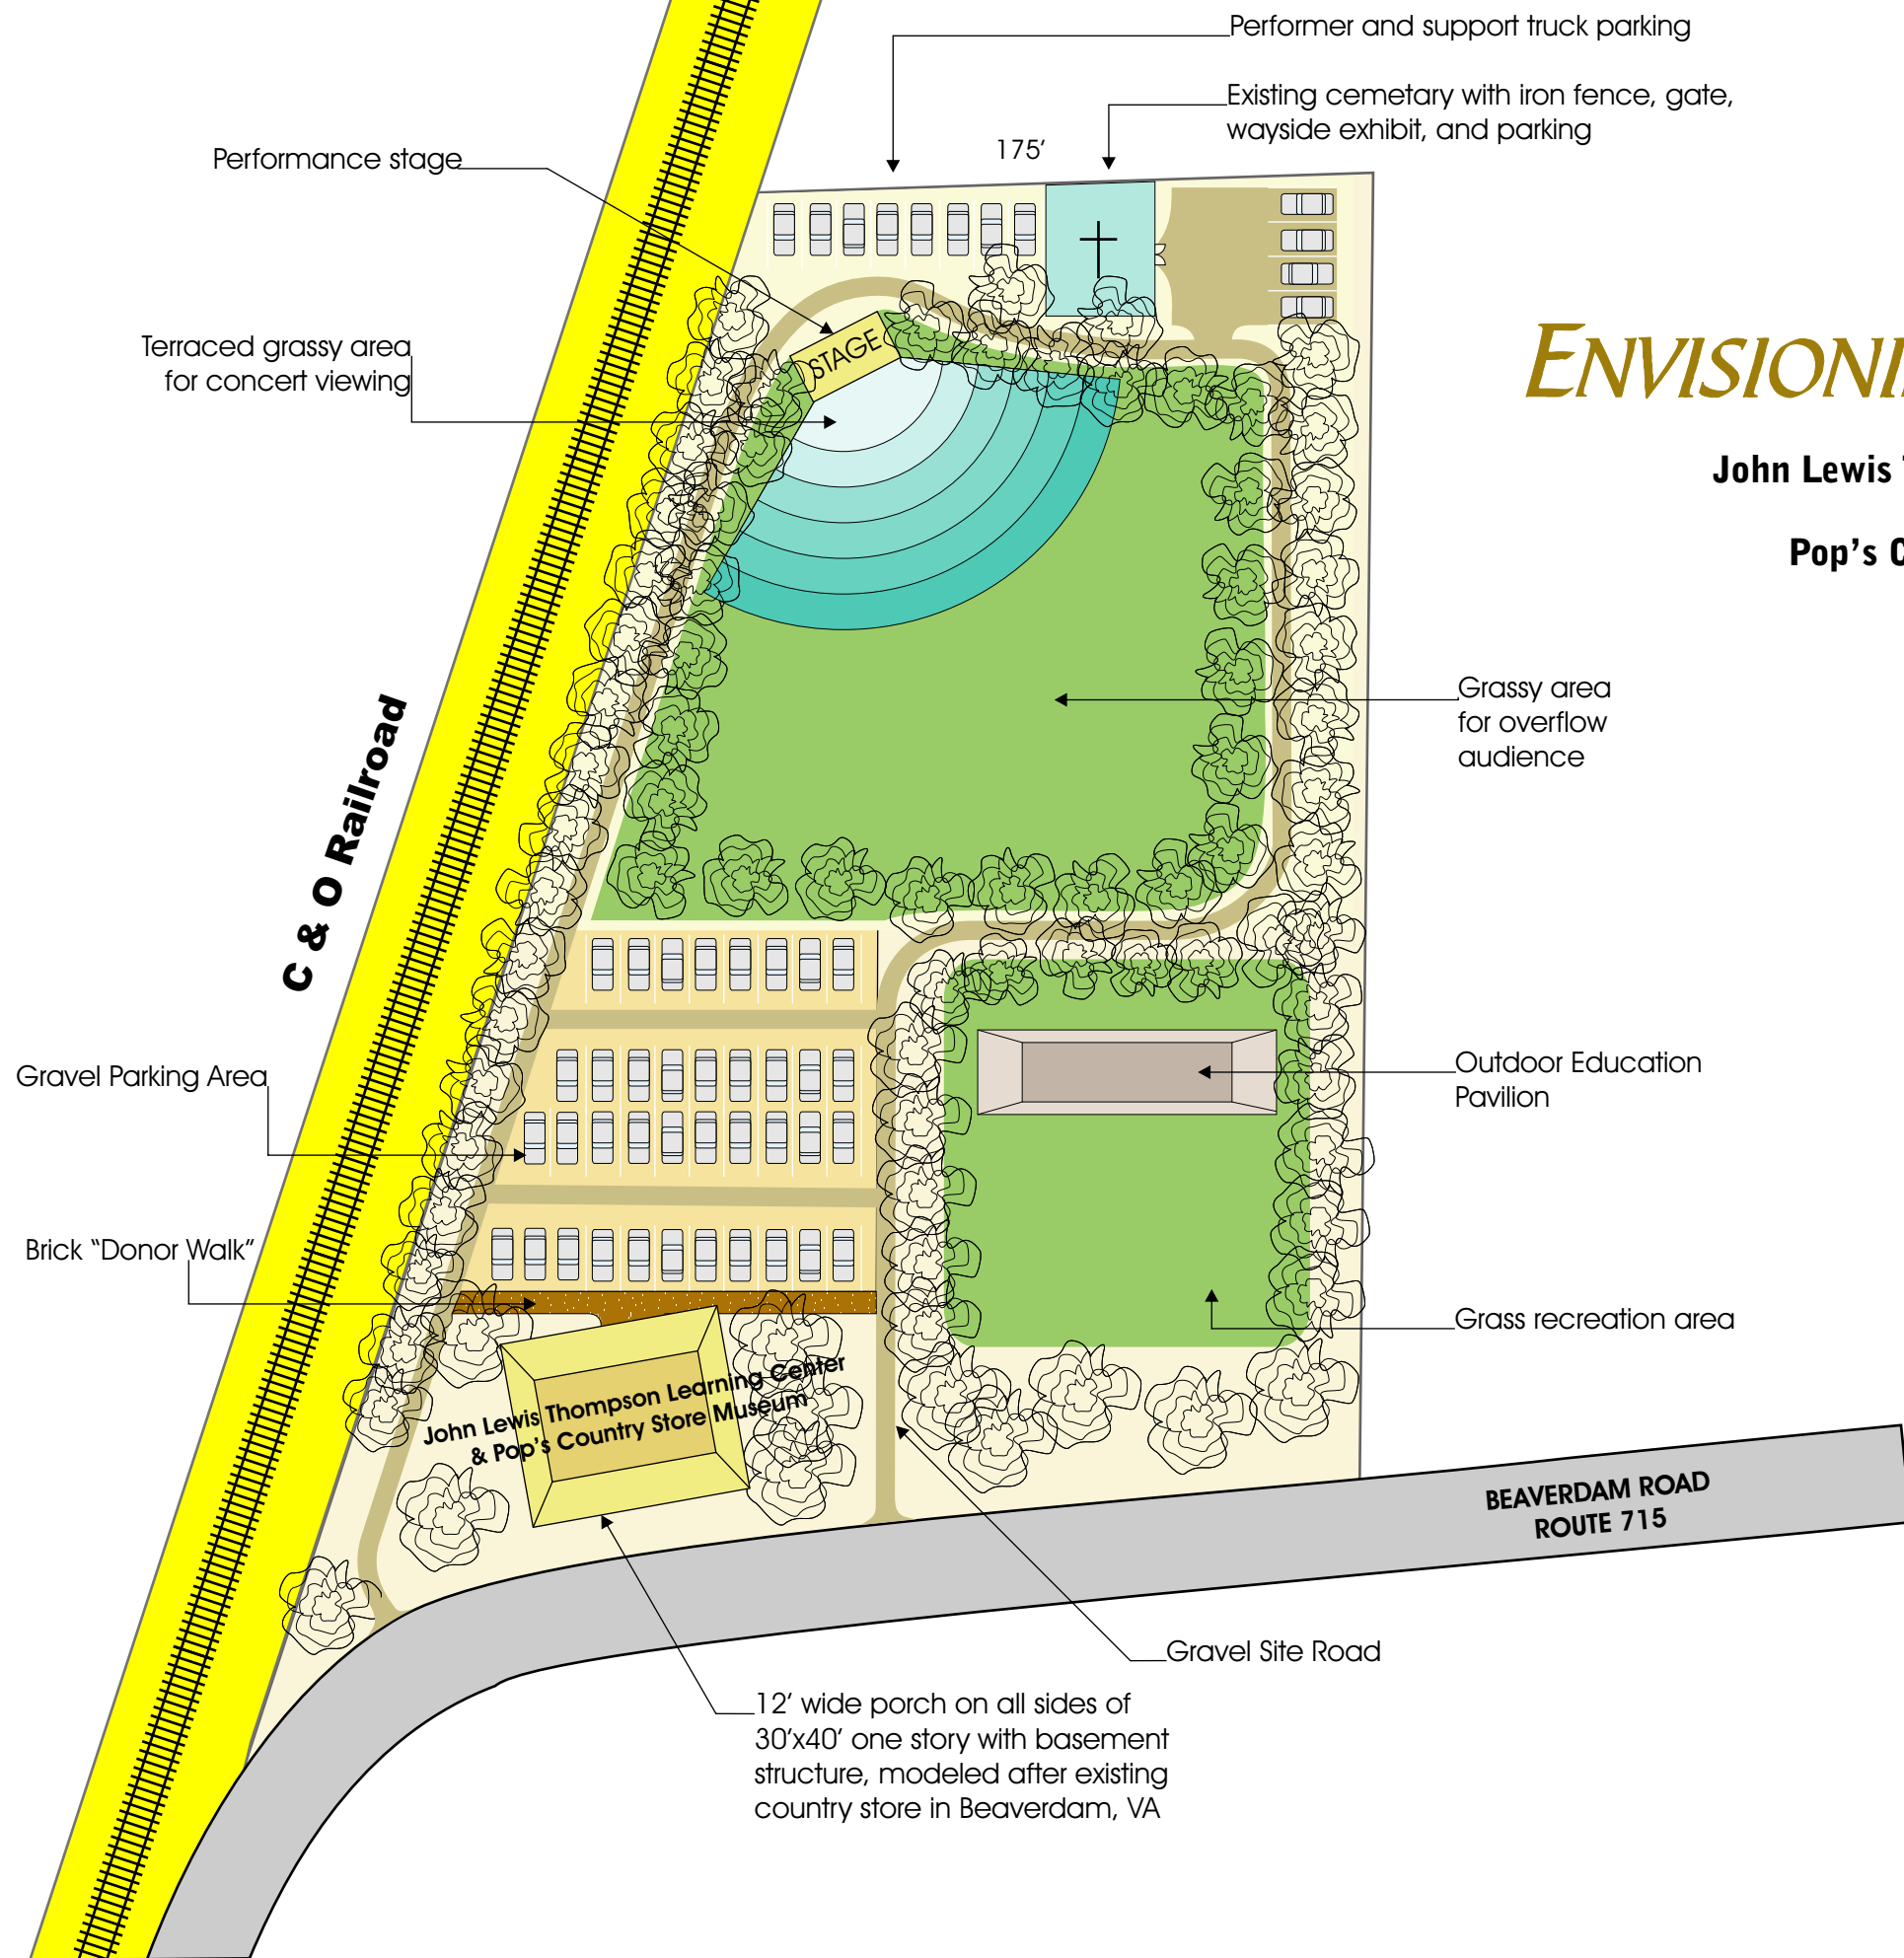 Performer and support truck parking
Existing cemetary with iron fence, gate,
wayside exhibit, and parking
175’
Performance stage
Terraced grassy area
for concert viewing
STAGE
ENVISIONI
John Lewis
Pop’s
Grassy area
for overflow
audience
C & O Railroad
Gravel Parking Area
Outdoor Education
Pavilion
Brick “Donor Walk”
Grass recreation area
John Lewis Thompson Learning Center
& Pop’s Country Store Museum
BEAVERDAM ROAD
ROUTE 715
Gravel Site Road
12’ wide porch on all sides of
30’x40’ one story with basement
structure, modeled after existing
country store in Beaverdam, VA